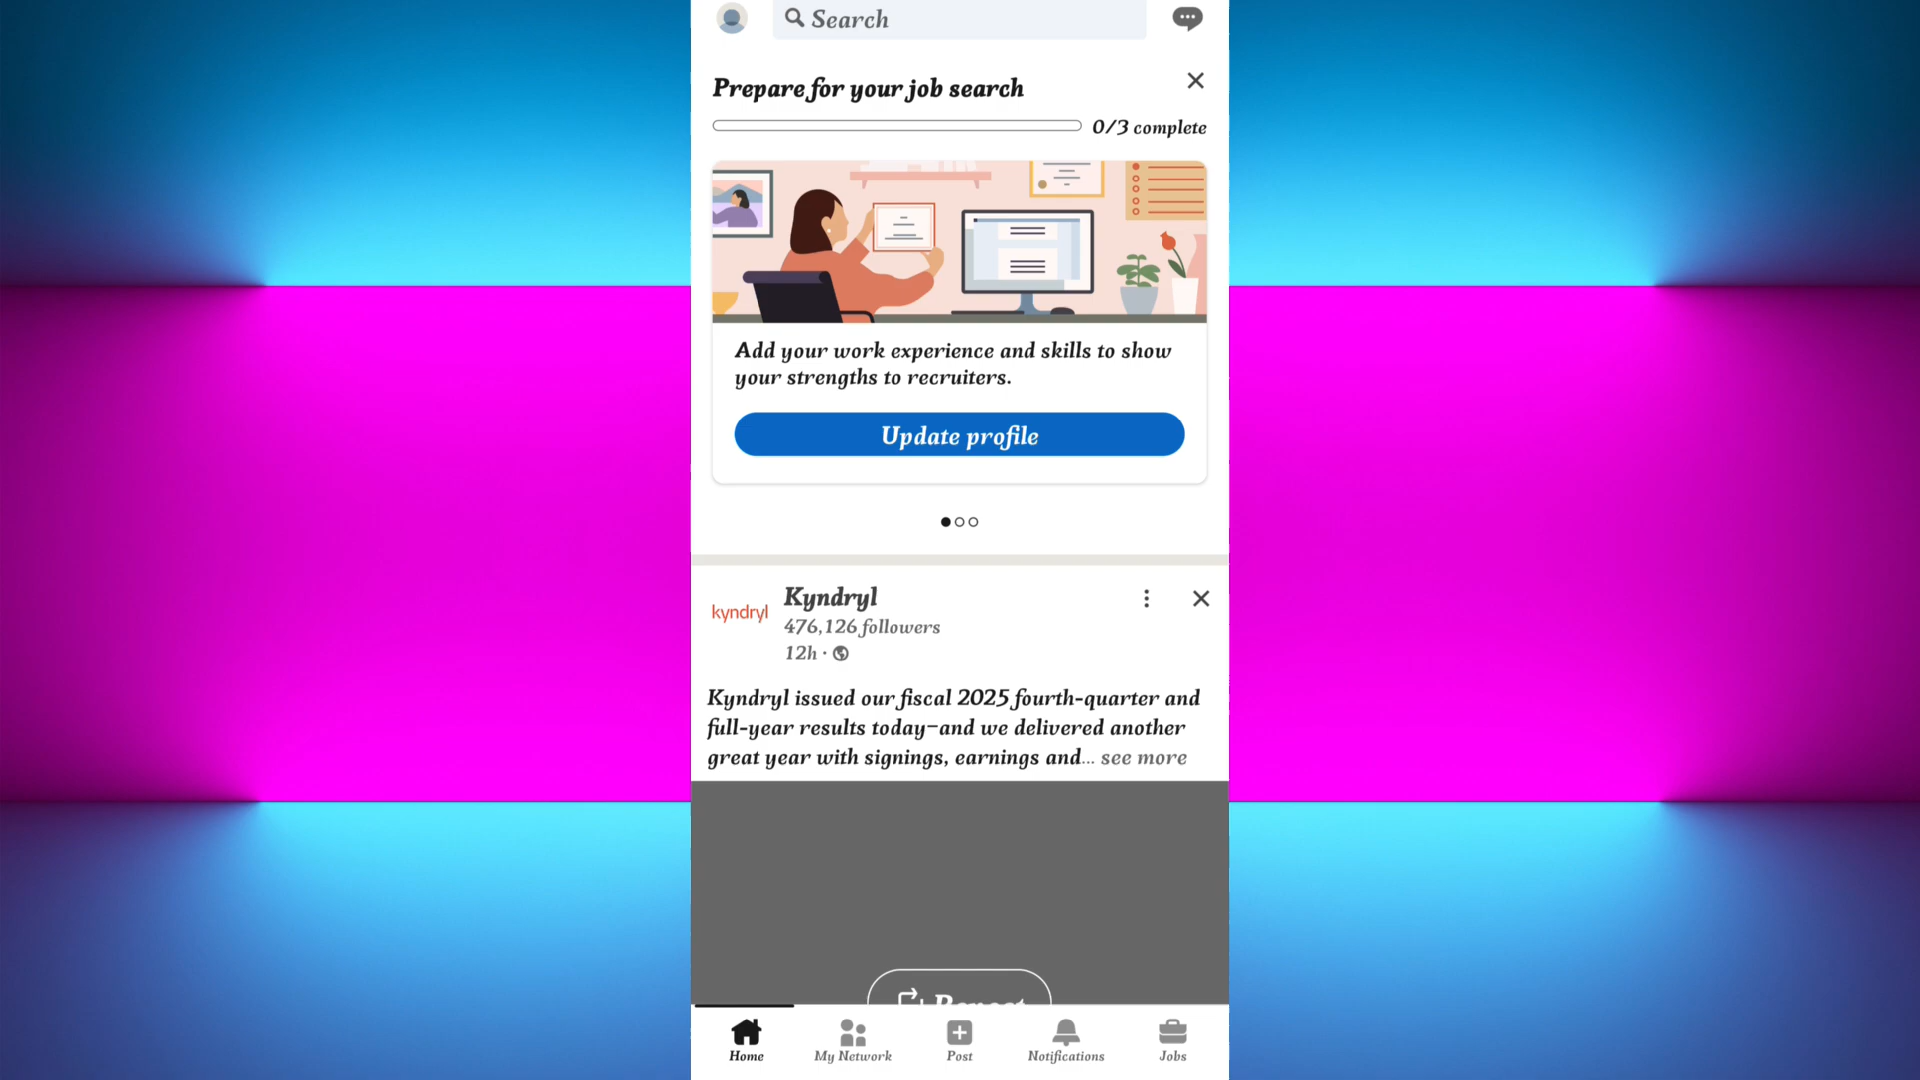 Search
Prepare for your job search
0/3 complete
Add your work experience and skills to show
your strengths to recruiters.
Update profile
kyndryl
Kyndryl
476,126 followers
12h •
Kyndryl issued our fiscal 2025 fourth-quarter and
full-year results today–and we delivered another
great year with signings, earnings and... see more
Repost
Home
My Network
Post
Notifications
Jobs